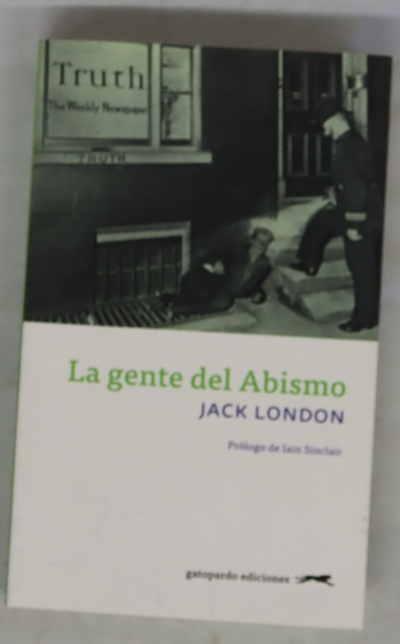 Truth
The Weekly Newspaper
TRUTH
La gente del Abismo
JACK LONDON
Prólogo de Iain Sinclair
gatopardo ediciones